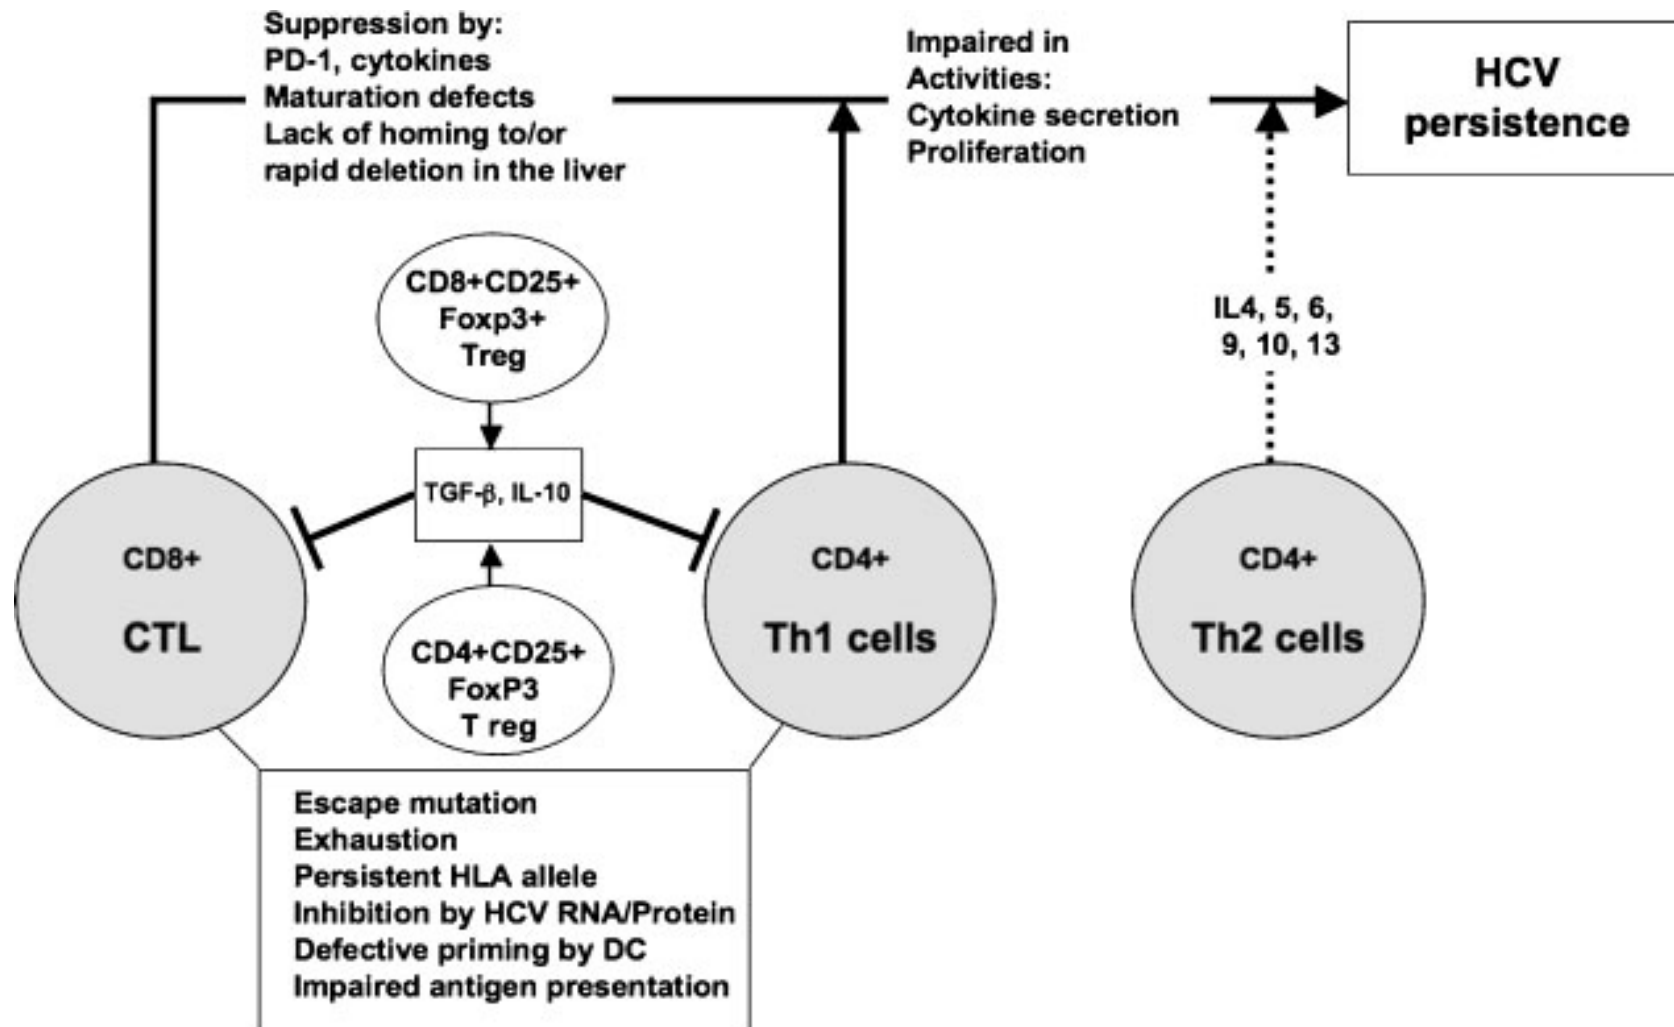 Suppression by:
PD-1, cytokines
Maturation defects
Lack of homing to/or
rapid deletion in the liver
Impaired in
Activities:
Cytokine secretion
Proliferation
HCV
persistence
CD8+CD25+
Foxp3+
Treg
IL4, 5, 6,
9, 10, 13
TGF-β, IL-10
CD8+
CTL
CD4+CD25+
FoxP3
T reg
CD4+
Th1 cells
CD4+
Th2 cells
Escape mutation
Exhaustion
Persistent HLA allele
Inhibition by HCV RNA/Protein
Defective priming by DC
Impaired antigen presentation